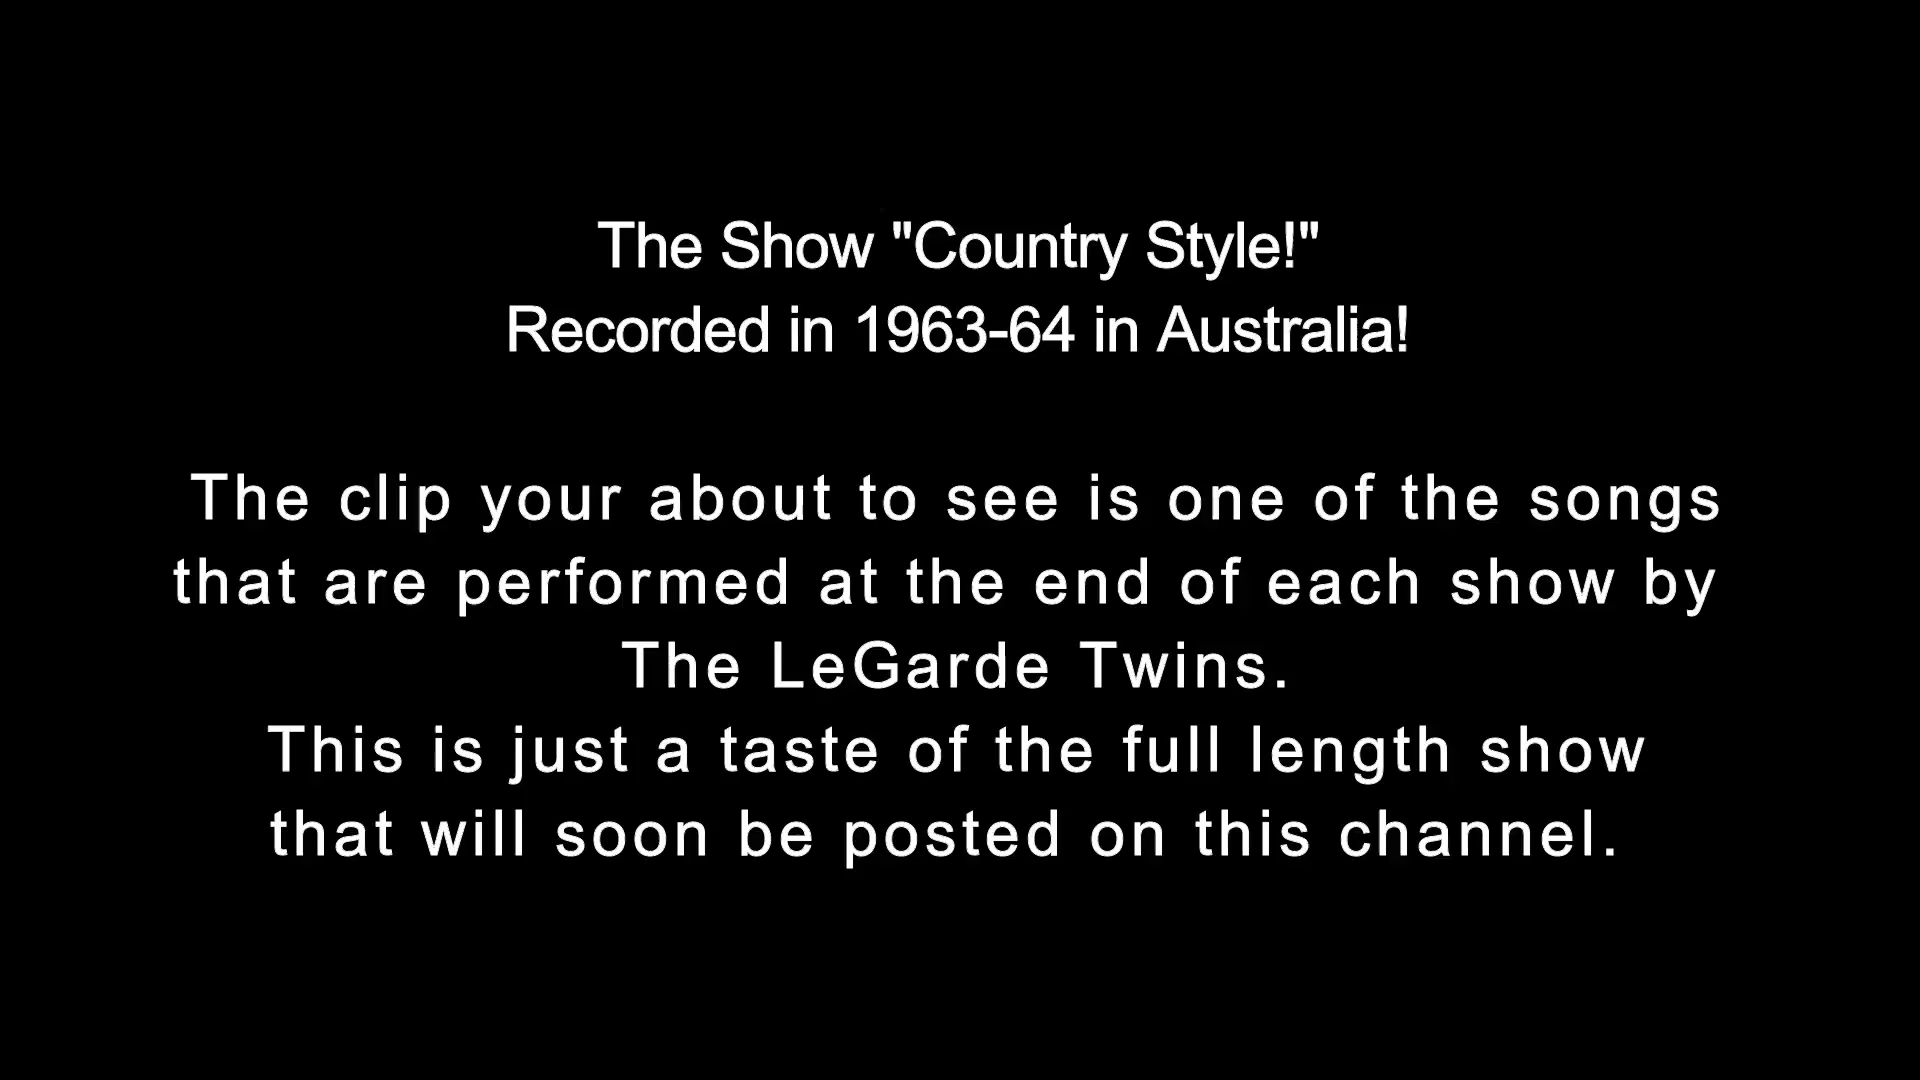 The Show "Country Style!"
Recorded in 1963-64 in Australia!
The clip your about to see is one of the songs
that are performed at the end of each show by
The LeGarde Twins.
This is just a taste of the full length show
that will soon be posted on this channel.